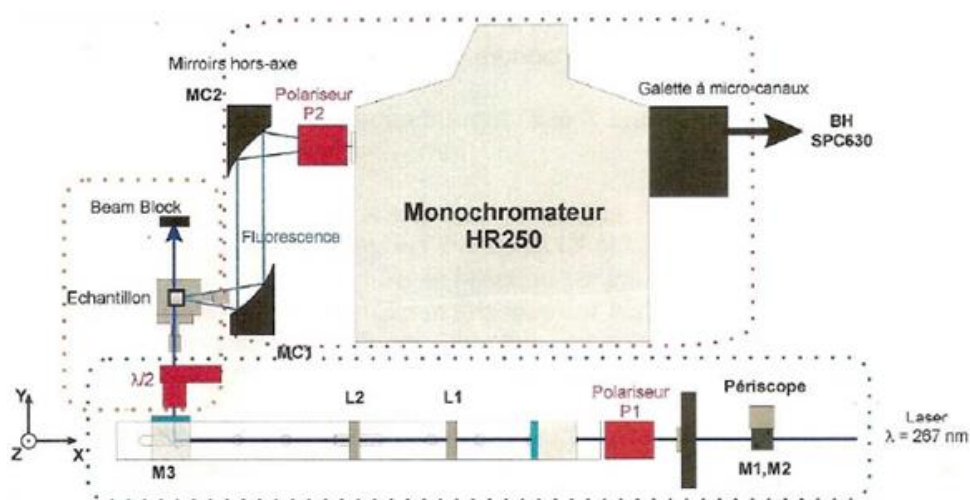 Mirroirs hors-axe
MC2
Polariseur
P2
Galette à micro-canaux
BH
SPC630
Beam Block
Monochromateur
HR250
Fluorescence
Echantillon
MC1
λ/2
Y
Z
X
L2
L1
Polariseur
P1
Périscope
Laser
λ = 267 nm
M3
M1,M2